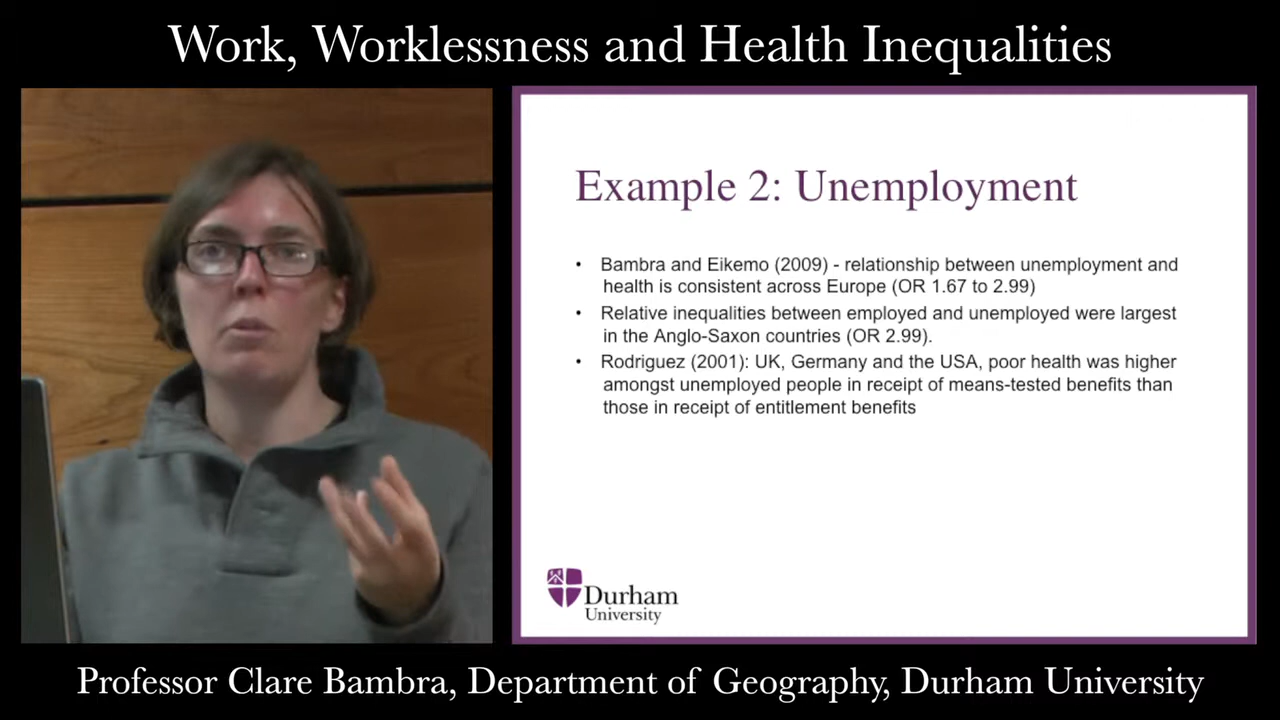 Work, Worklessness and Health Inequalities
Example 2: Unemployment
• Bambra and Eikemo (2009) - relationship between unemployment and
health is consistent across Europe (OR 1.67 to 2.99)
• Relative inequalities between employed and unemployed were largest
in the Anglo-Saxon countries (OR 2.99).
• Rodriguez (2001): UK, Germany and the USA, poor health was higher
amongst unemployed people in receipt of means-tested benefits than
those in receipt of entitlement benefits
Durham
University
Professor Clare Bambra, Department of Geography, Durham University